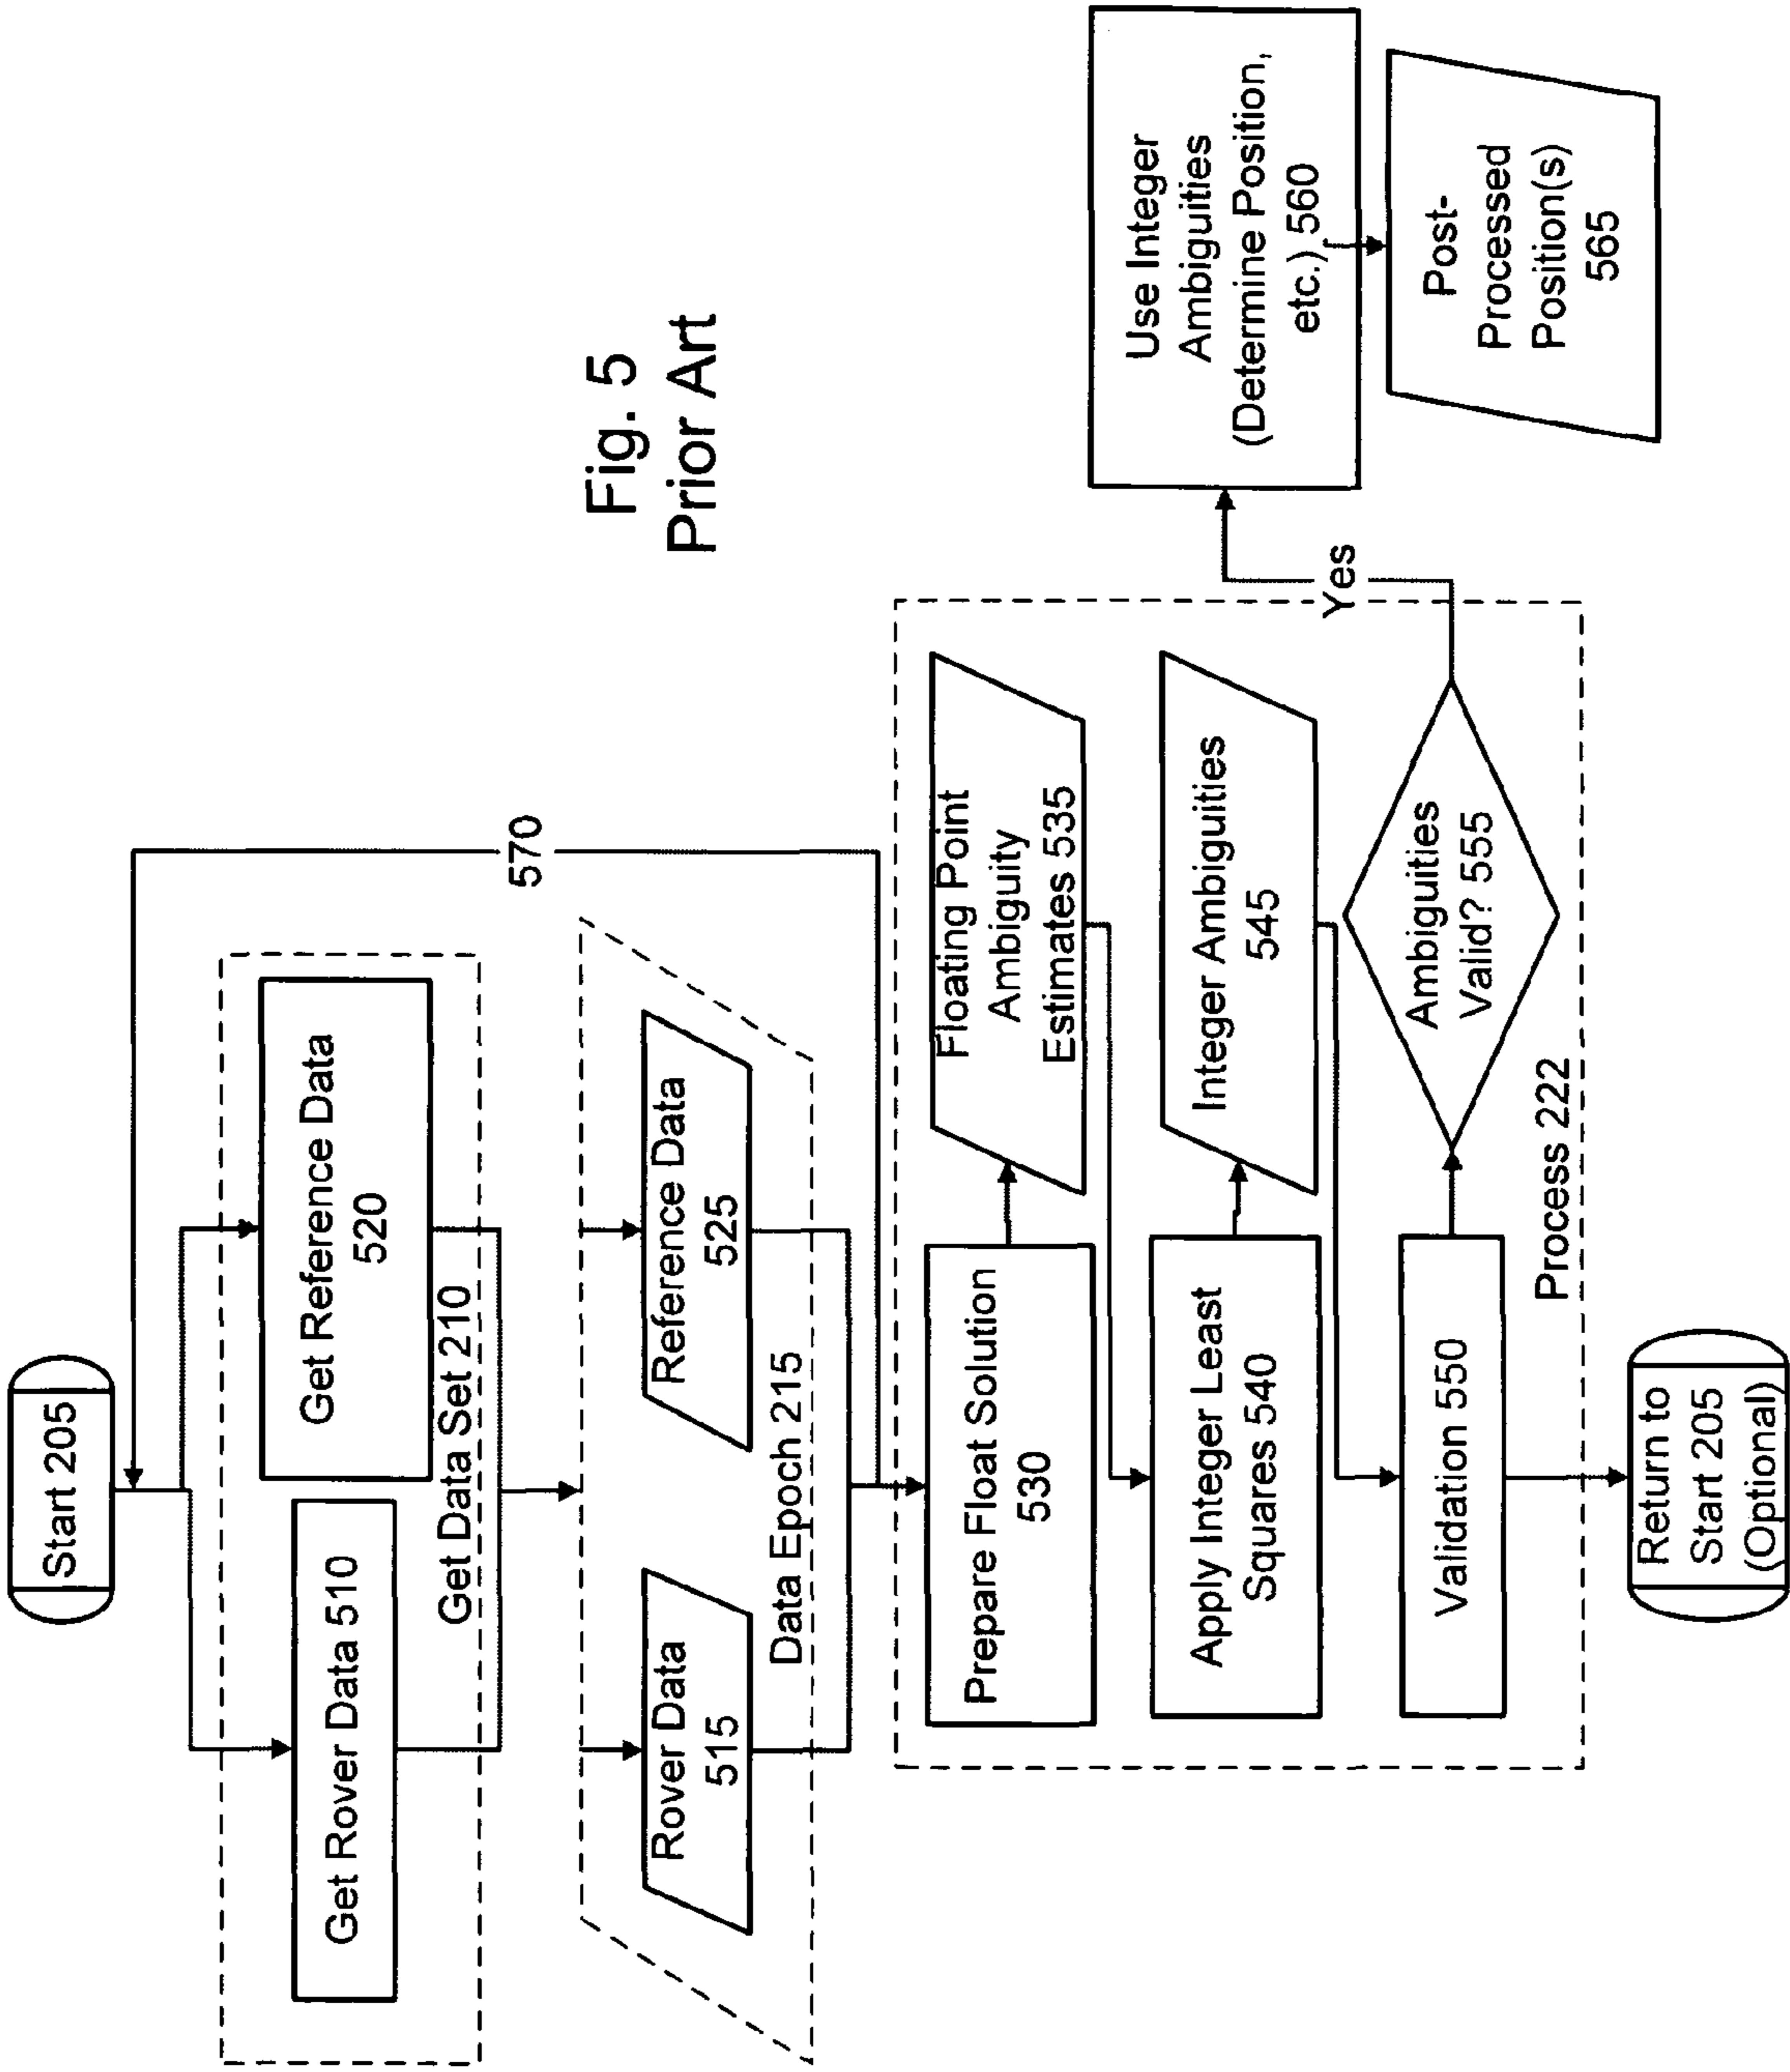 Fig. 5
Prior Art
Start 205
Get Rover Data 510
Get Reference Data
520
Get Data Set 210
Rover Data
515
Reference Data
525
Data Epoch 215
570
Prepare Float Solution
530
Floating Point
Ambiguity
Estimates 535
Apply Integer Least
Squares 540
Integer Ambiguities
545
Validation 550
Ambiguities
Valid? 555
Process 222
Yes
Use Integer
Ambiguities
(Determine Position,
etc.) 560
Post-
Processed
Position(s)
565
Return to
Start 205
(Optional)